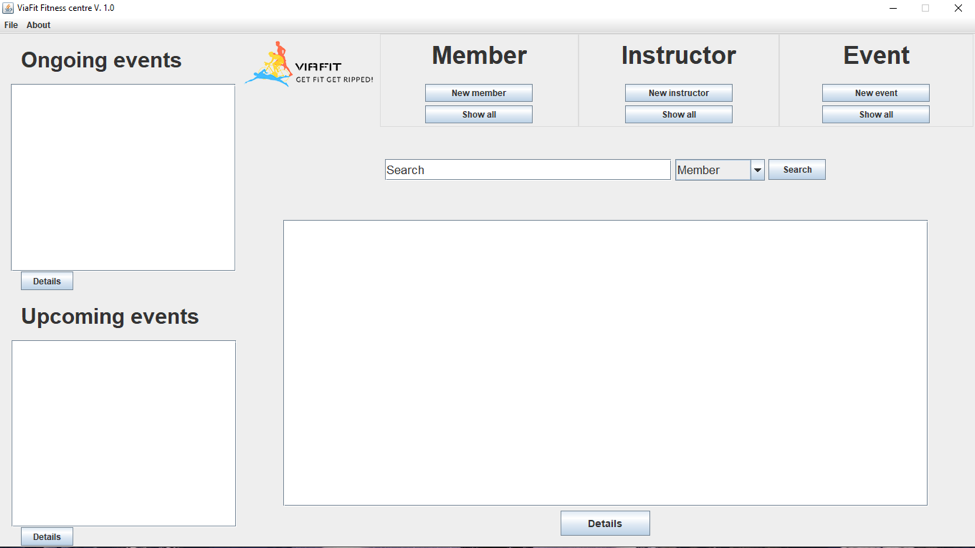 ViaFit Fitness centre V. 1.0
File About
Ongoing events
VIAFIT
GET FIT GET RIPPED!
Member
New member
Show all
Instructor
New instructor
Show all
Event
New event
Show all
Search Member Search
Details
Upcoming events
Details
Details